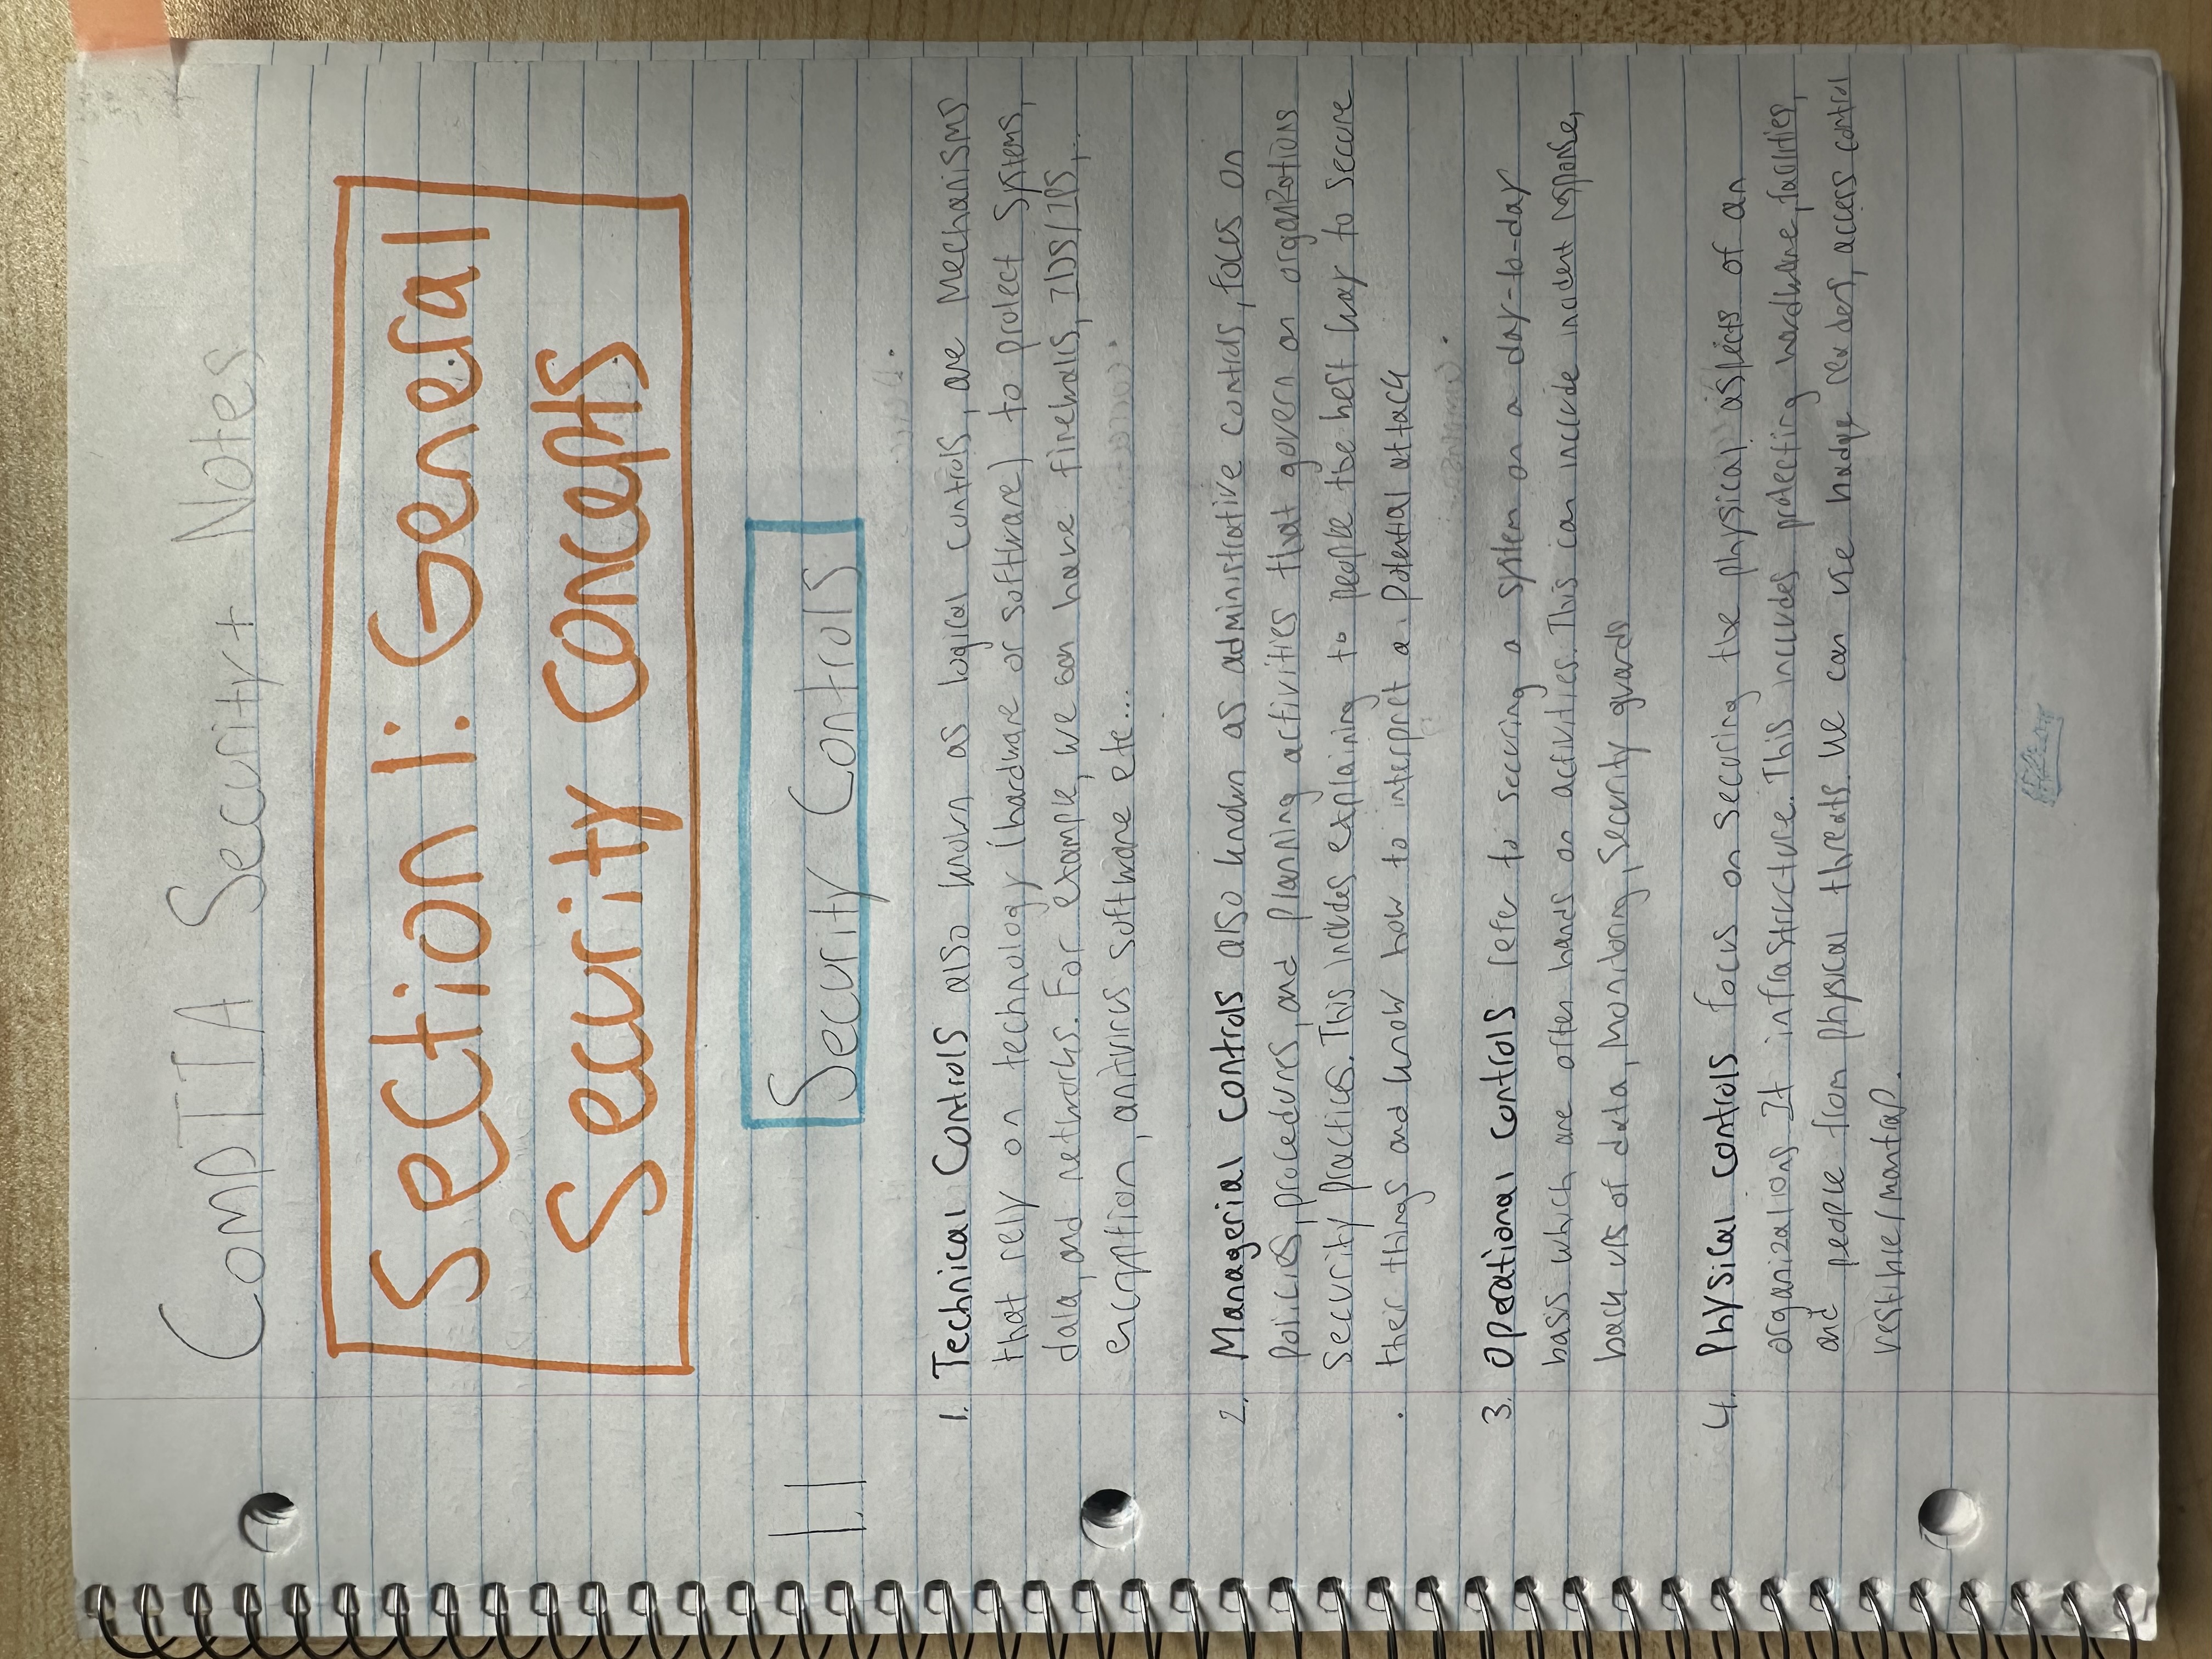 CompTIA Security+ Notes
Section 1: General
Security Concepts
1.1 Security Controls
1. Technical Controls also known as logical controls, are Mechanisms
that rely on technology (hardware or software) to protect systems,
data, and networks. For example, we can have firewalls, IDS/IPS,
encryption, antivirus software etc...
2. Managerial controls also known as administrative controls, focus on
policies, procedures, and planning activities that govern an organizations
security practices. This includes explaining to people the best way to secure
their things and know how to interpret a potential attack
3. Operational controls refer to securing a system on a day-to-day
basis which are often hands on activities. This can include incident response,
back ups of data, Monitoring, Security guards
4. Physical controls focus on securing the physical aspects of an
organizations It infrastructure. This includes protecting hardware, facilities,
and people from physical threats. We can use badge readers, access control
vestible/mantrap.